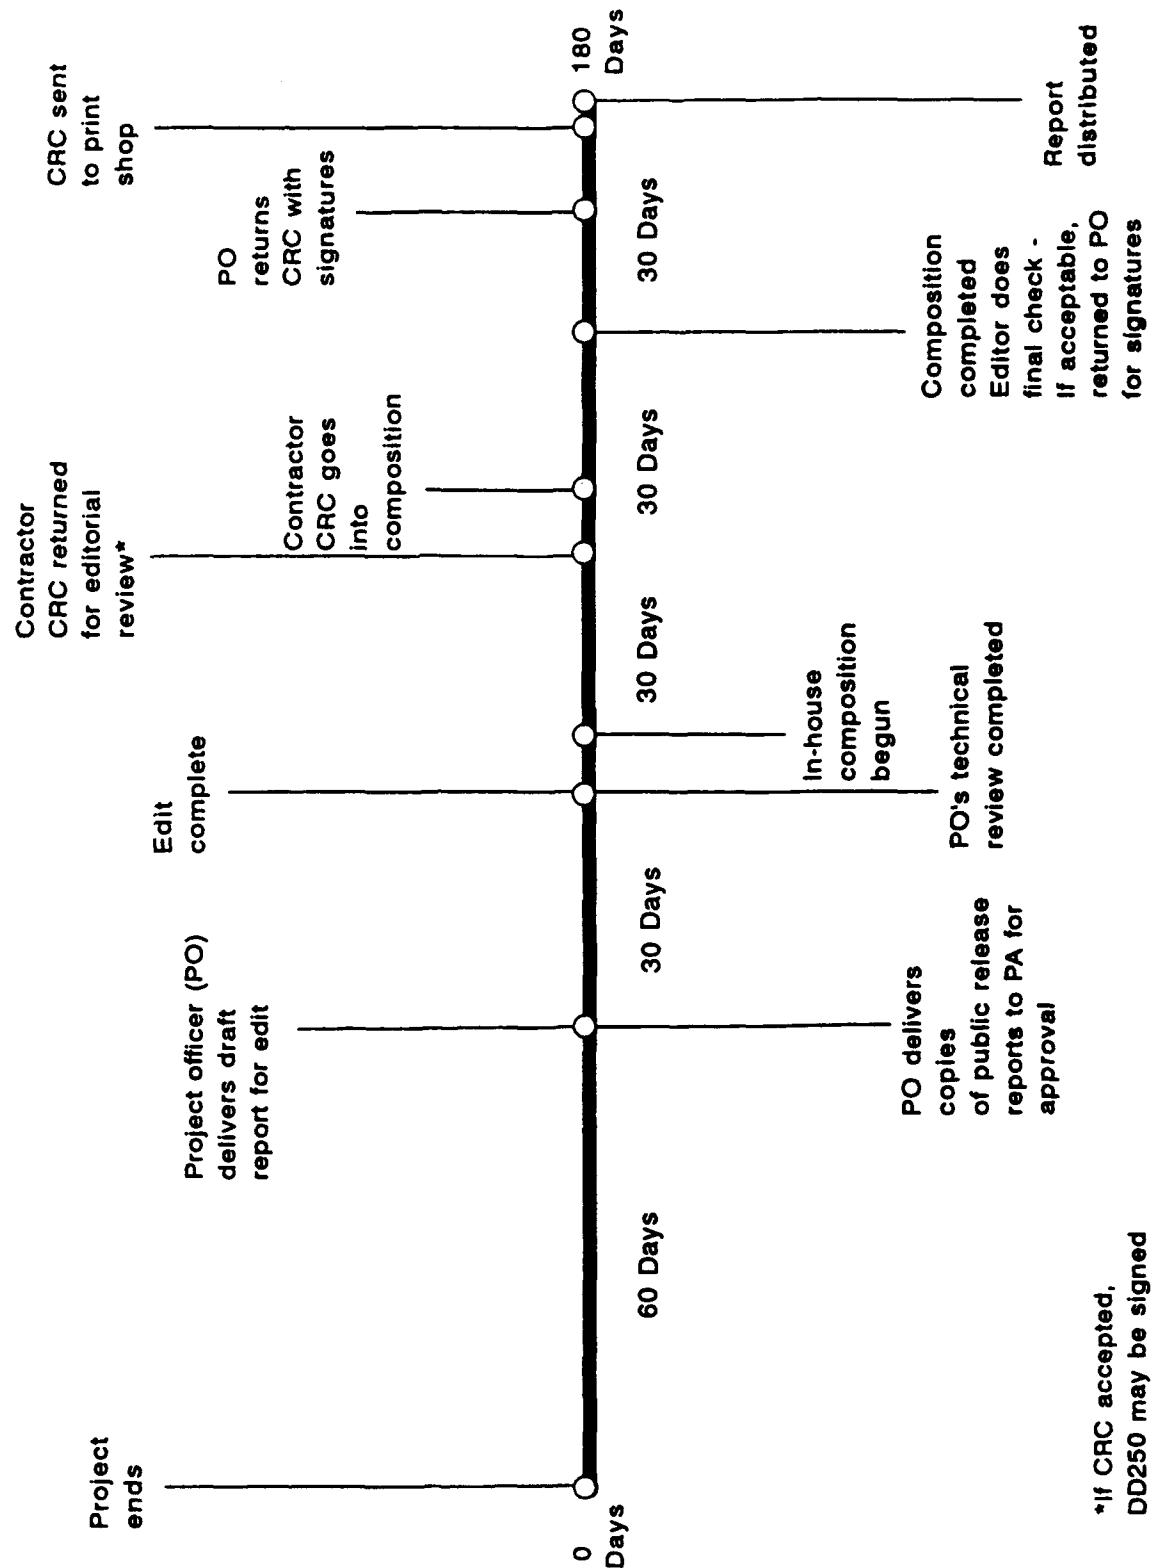 Project
ends
Project officer (PO)
delivers draft
report for edit
Edit
complete
Contractor
CRC returned
for editorial
review*
Contractor
CRC goes
into
composition
PO
returns
CRC with
signatures
CRC sent
to print
shop
0
Days
60 Days
30 Days
30 Days
30 Days
30 Days
180
Days
PO delivers
copies
of public release
reports to PA for
approval
PO's technical
review completed
In-house
composition
begun
Composition
completed
Editor does
final check -
If acceptable,
returned to PO
for signatures
Report
distributed
*If CRC accepted,
DD250 may be signed